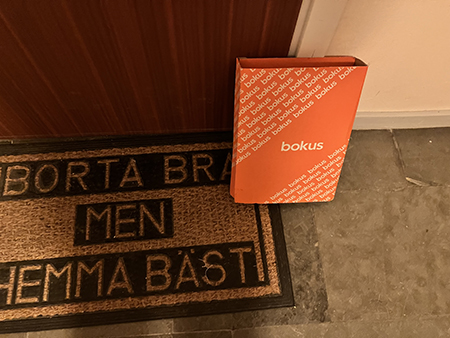 BORTA BRA
MEN
HEMMA BÄST
bokus